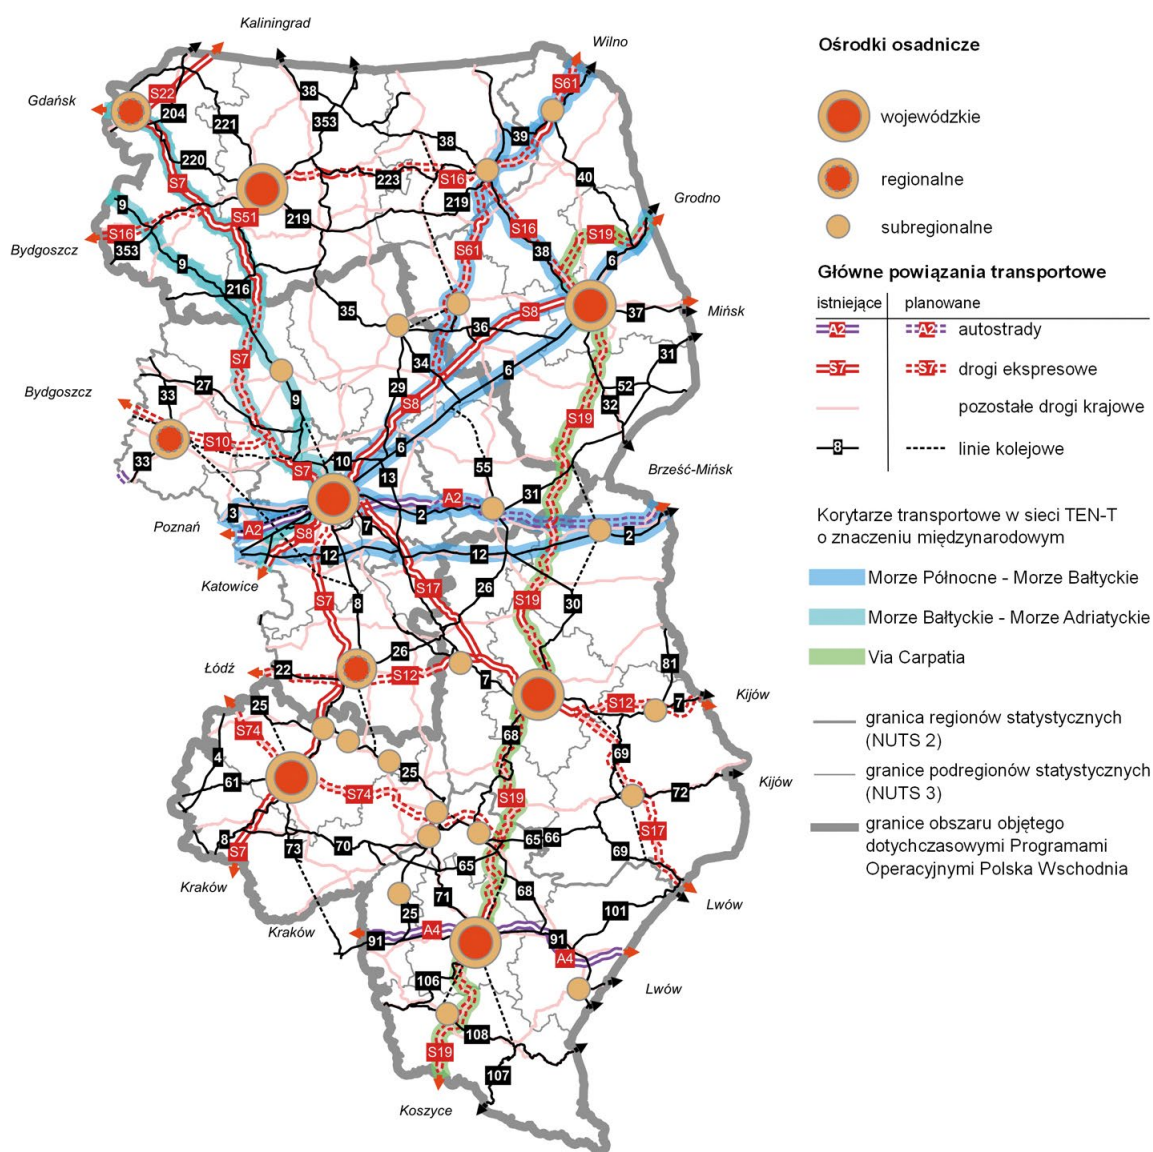 Kaliningrad
Wilno
Gdańsk
S22
204
221
38
353
S61
39
38
220
S7
223
S16
40
Grodno
9
S16
353
Bydgoszcz
S51
219
219
S16
38
S19
6
S61
9
216
35
36
S8
37
Mińsk
34
31
Bydgoszcz
33
27
S7
29
6
S8
52
32
9
S19
S10
33
S7
10
6
13
55
Brześć-Mińsk
31
Poznań
3
A2
S8
7
2
A2
2
12
12
Katowice
S7
8
S17
26
S19
30
Łódź
22
26
S12
7
81
S12
7
Kijów
25
S74
4
61
25
68
69
S74
S19
72
Kijów
S17
8
S7
73
70
65
65
66
69
Kraków
Kraków
71
25
68
101
Lwów
91
A4
91
A4
Lwów
106
108
S19
107
Koszyce
Ośrodki osadnicze
wojewódzkie
regionalne
subregionalne
Główne powiązania transportowe
istniejące planowane
A2 A2 autostrady
S7 S7 drogi ekspresowe
pozostałe drogi krajowe
8 linie kolejowe
Korytarze transportowe w sieci TEN-T
o znaczeniu międzynarodowym
Morze Północne - Morze Bałtyckie
Morze Bałtyckie - Morze Adriatyckie
Via Carpatia
granica regionów statystycznych
(NUTS 2)
granice podregionów statystycznych
(NUTS 3)
granice obszaru objętego
dotychczasowymi Programami
Operacyjnymi Polska Wschodnia